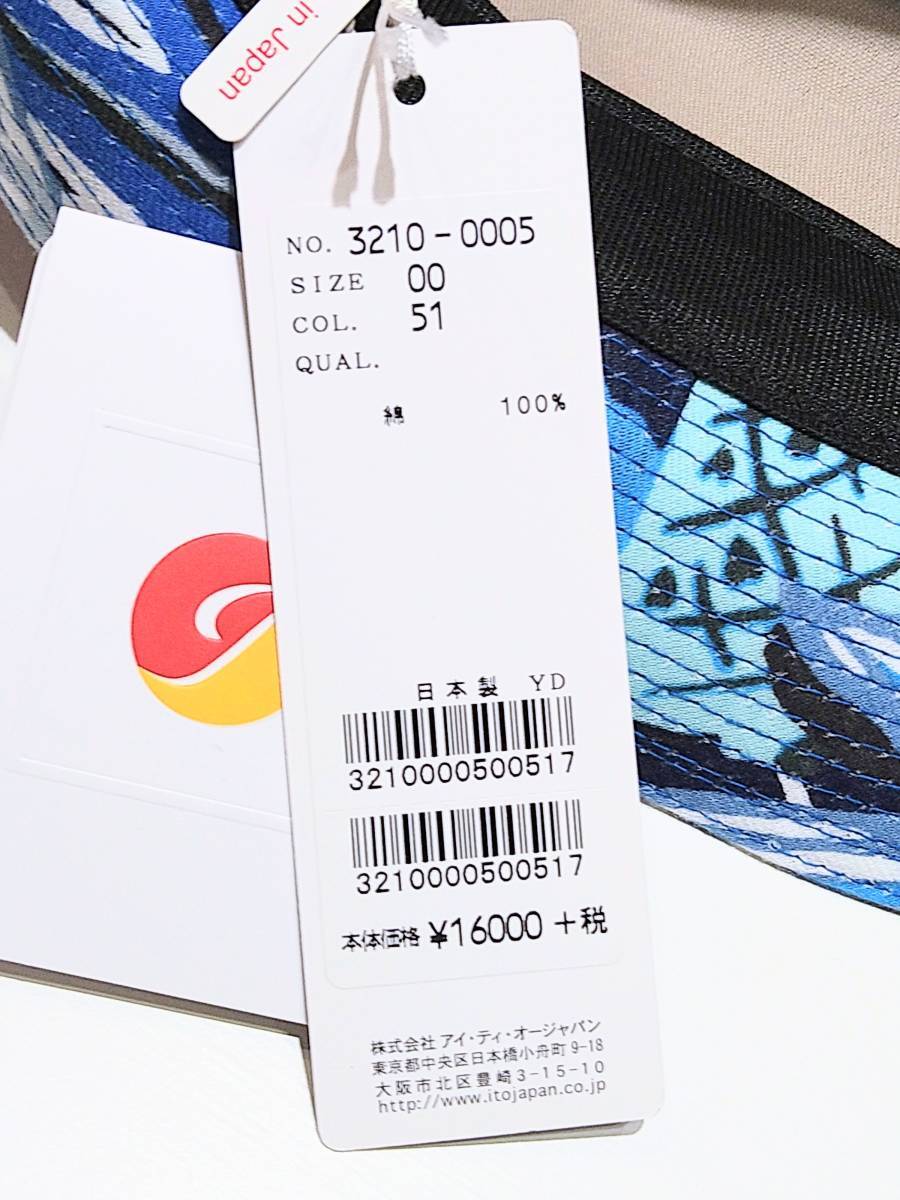 in Japan
NO. 3210-0005
SIZE 00
COL. 51
QUAL.
綿 100%
日本製 YD
3210000500517
3210000500517
本体価格 ¥16000 +税
株式会社 アイ・ティ・オージャパン
東京都中央区日本橋小舟町9-18
大阪市北区豊崎3-15-10
http://www.itojapan.co.jp